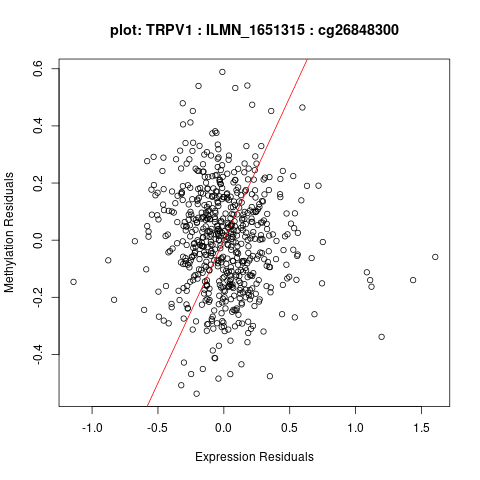 plot: TRPV1 : ILMN_1651315 : cg26848300
Methylation Residuals
0.6
0.4
0.2
0.0
-0.2
-0.4
-1.0 -0.5 0.0 0.5 1.0 1.5
Expression Residuals